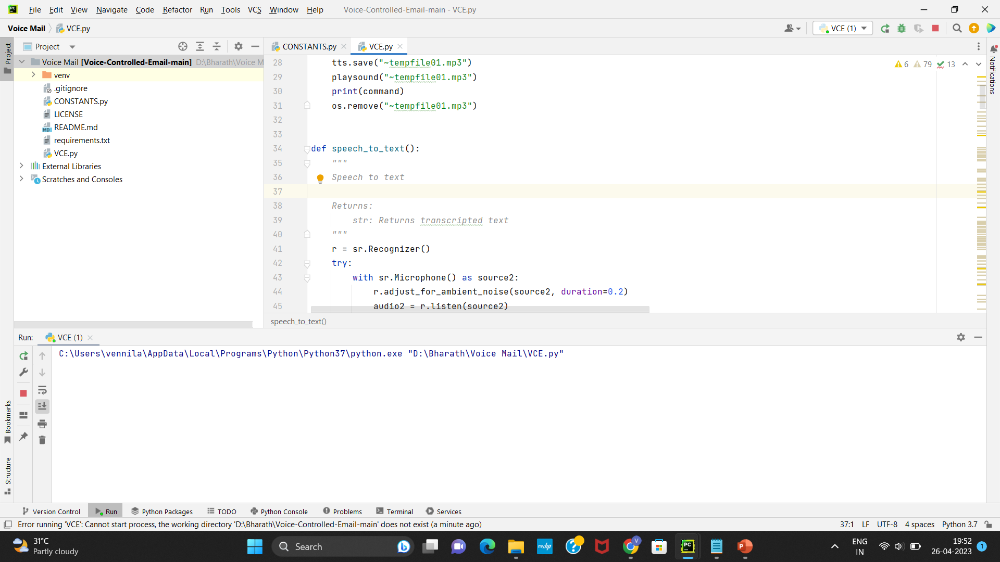 File Edit View Navigate Code Refactor Run Tools VCS Window Help Voice-Controlled-Email-main - VCE.py
Voice Mail VCE.py VCE (1)
Project
Project CONSTANTS.py VCE.py
Notifications
Voice Mail [Voice-Controlled-Email-main] D:\Bharath\Voice M
venv
.gitignore
CONSTANTS.py
LICENSE
README.md
requirements.txt
VCE.py
External Libraries
Scratches and Consoles
6 79 13
28 tts.save("~tempfile01.mp3")
29 playsound("~tempfile01.mp3")
30 print(command)
31 os.remove("~tempfile01.mp3")
32
33
34 def speech_to_text():
35 """
36 Speech to text
37
38 Returns:
39 str: Returns transcripted text
40 """
41 r = sr.Recognizer()
42 try:
43 with sr.Microphone() as source2:
44 r.adjust_for_ambient_noise(source2, duration=0.2)
45 audio2 = r.listen(source2)
speech_to_text()
Run: VCE (1)
C:\Users\vennila\AppData\Local\Programs\Python\Python37\python.exe "D:\Bharath\Voice Mail\VCE.py"
Bookmarks
Structure
Version Control Run Python Packages TODO Python Console Problems Terminal Services
Error running 'VCE': Cannot start process, the working directory 'D:\Bharath\Voice-Controlled-Email-main' does not exist (a minute ago) 37:1 LF UTF-8 4 spaces Python 3.7
31°C
Partly cloudy
Search
ENG
IN
19:52
26-04-2023
1